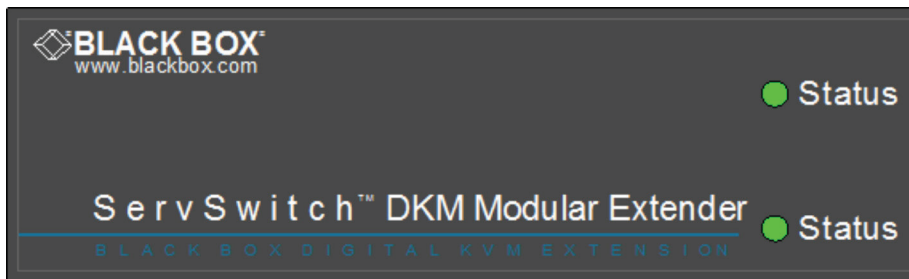 BLACK BOX
www.blackbox.com
Status
ServSwitch™ DKM Modular Extender
Status
BLACK BOX DIGITAL KVM EXTENSION